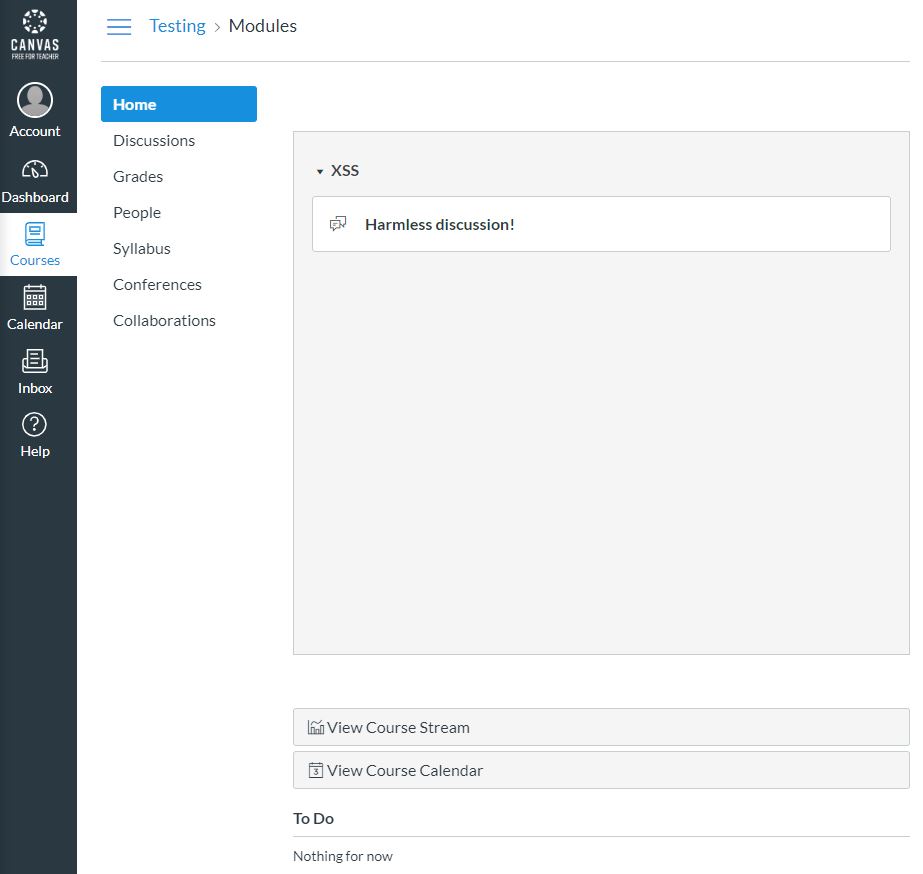 CANVAS
FREE FOR TEACHER
Account
Dashboard
Courses
Calendar
Inbox
Help
Testing › Modules
Home
Discussions
Grades
People
Syllabus
Conferences
Collaborations
XSS
Harmless discussion!
View Course Stream
3 View Course Calendar
To Do
Nothing for now